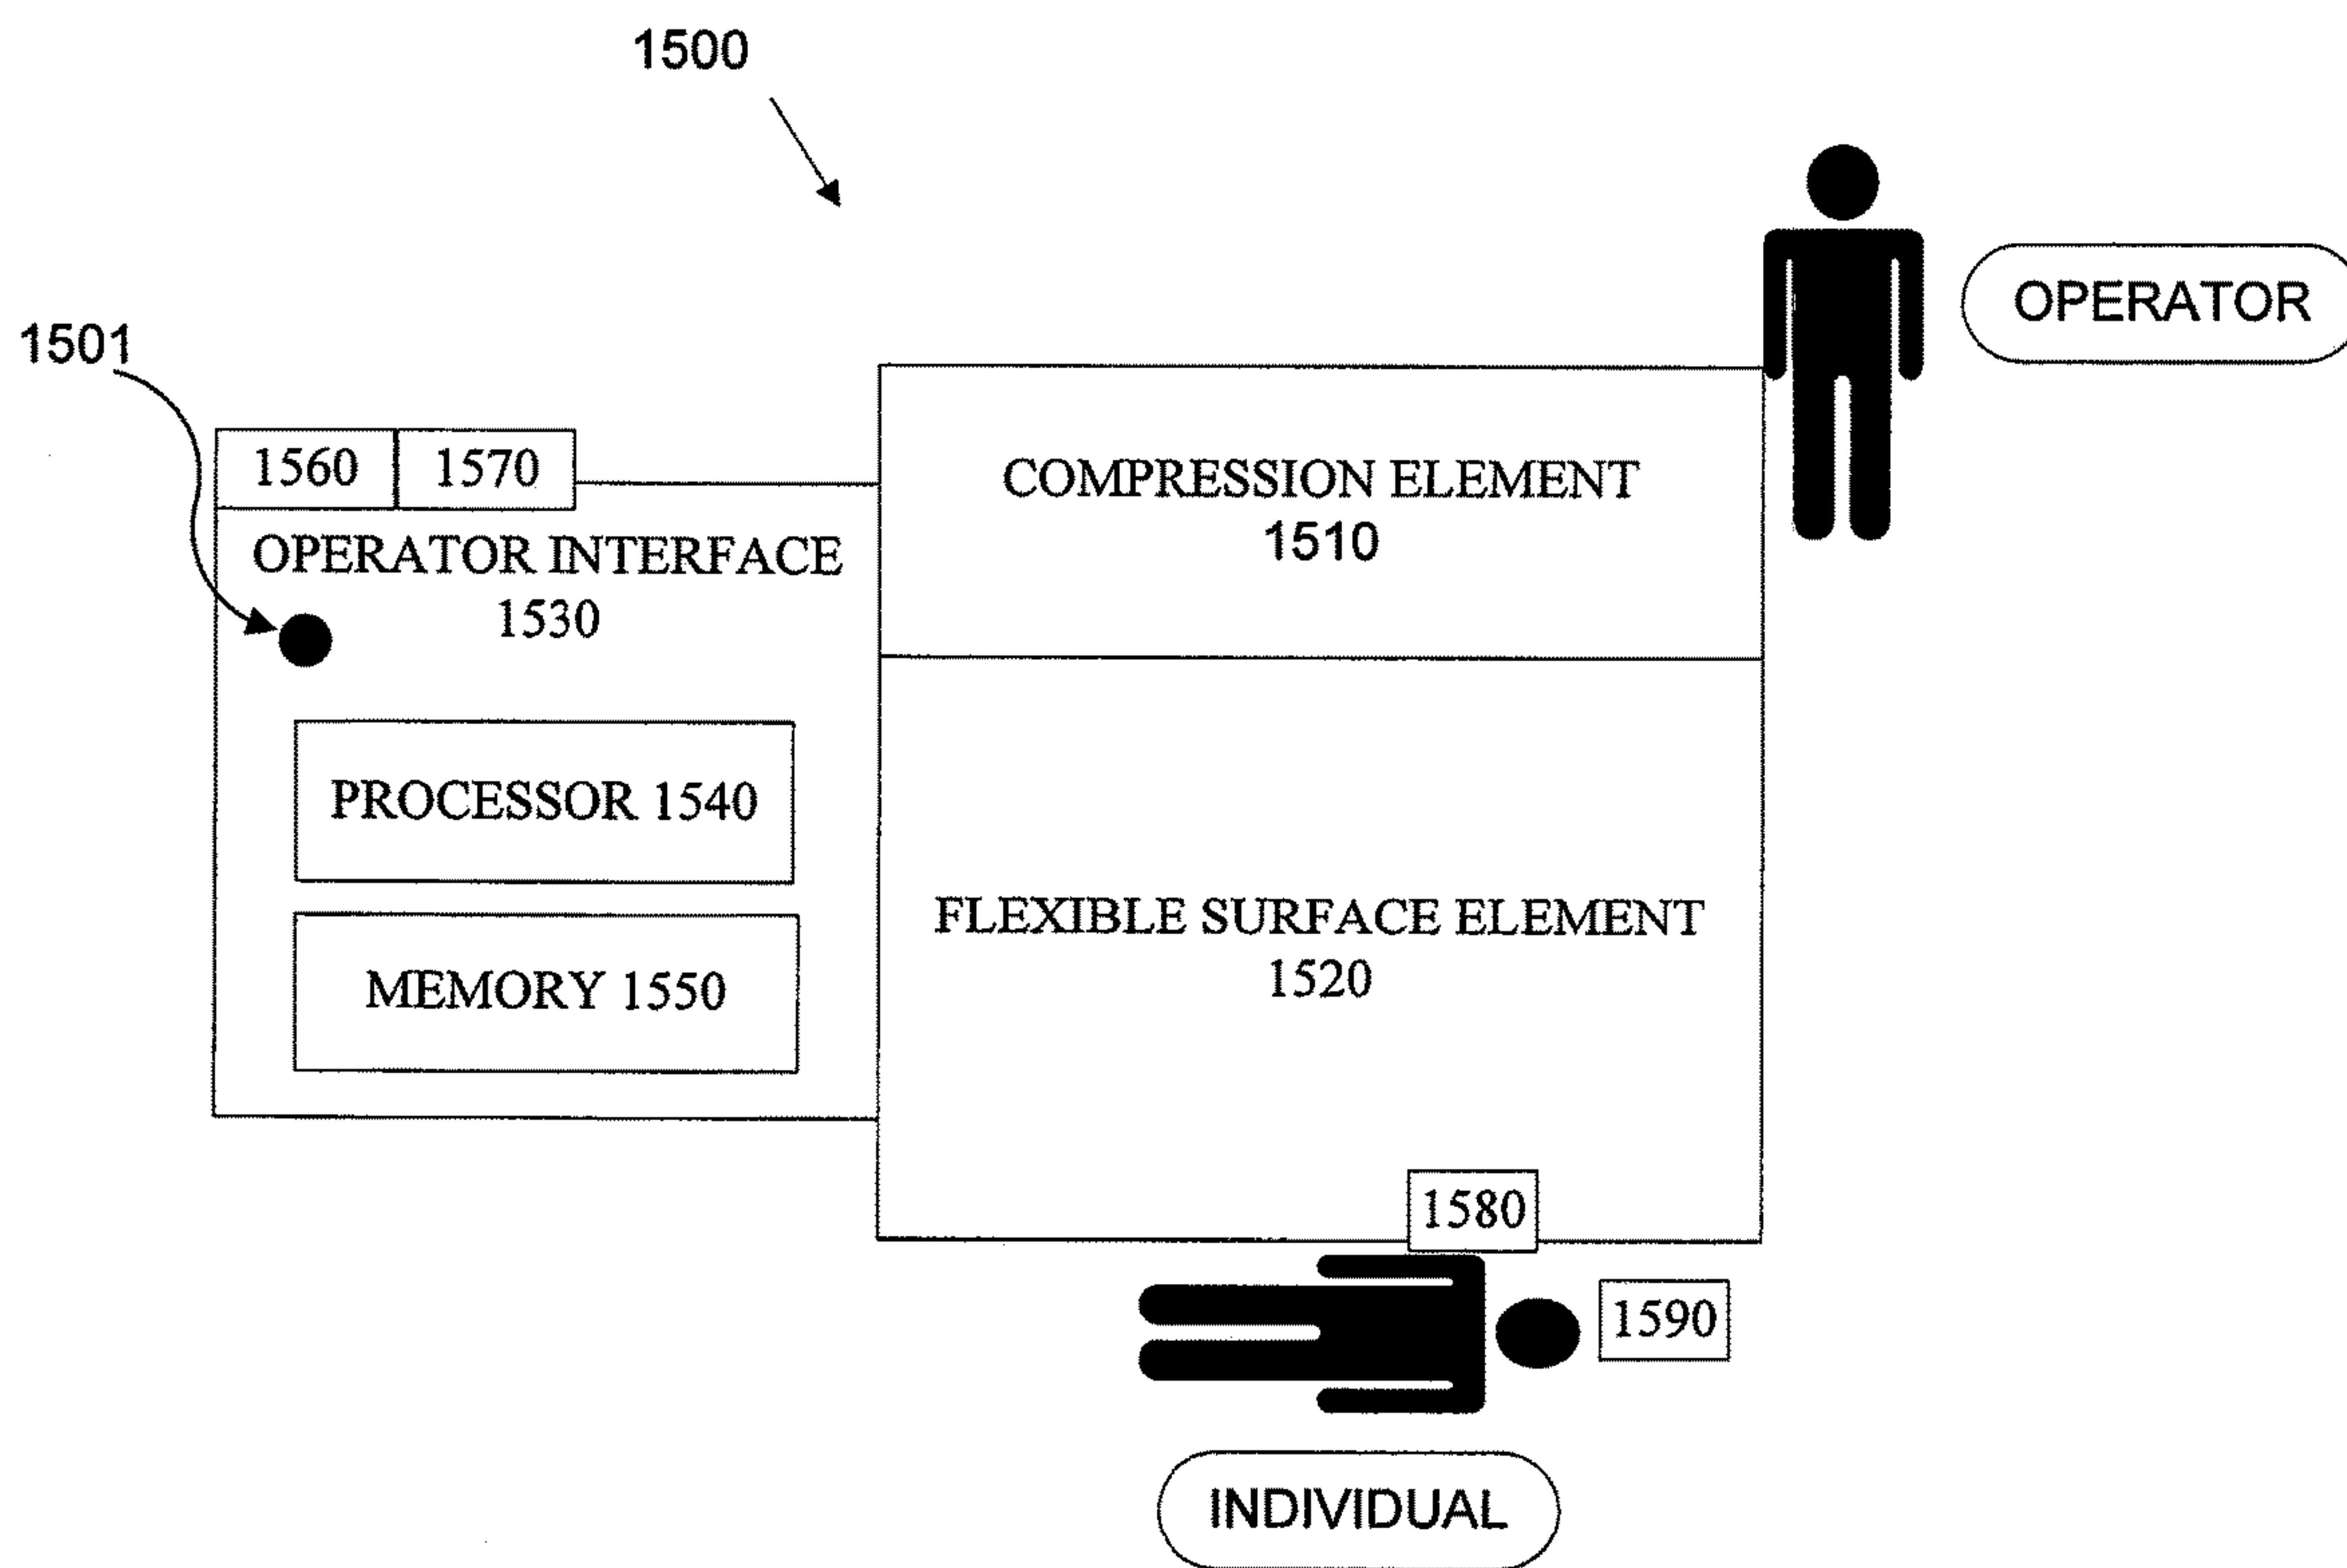 1500
OPERATOR
1501
1560 1570
COMPRESSION ELEMENT
1510
OPERATOR INTERFACE
1530
PROCESSOR 1540
FLEXIBLE SURFACE ELEMENT
1520
MEMORY 1550
1580
1590
INDIVIDUAL